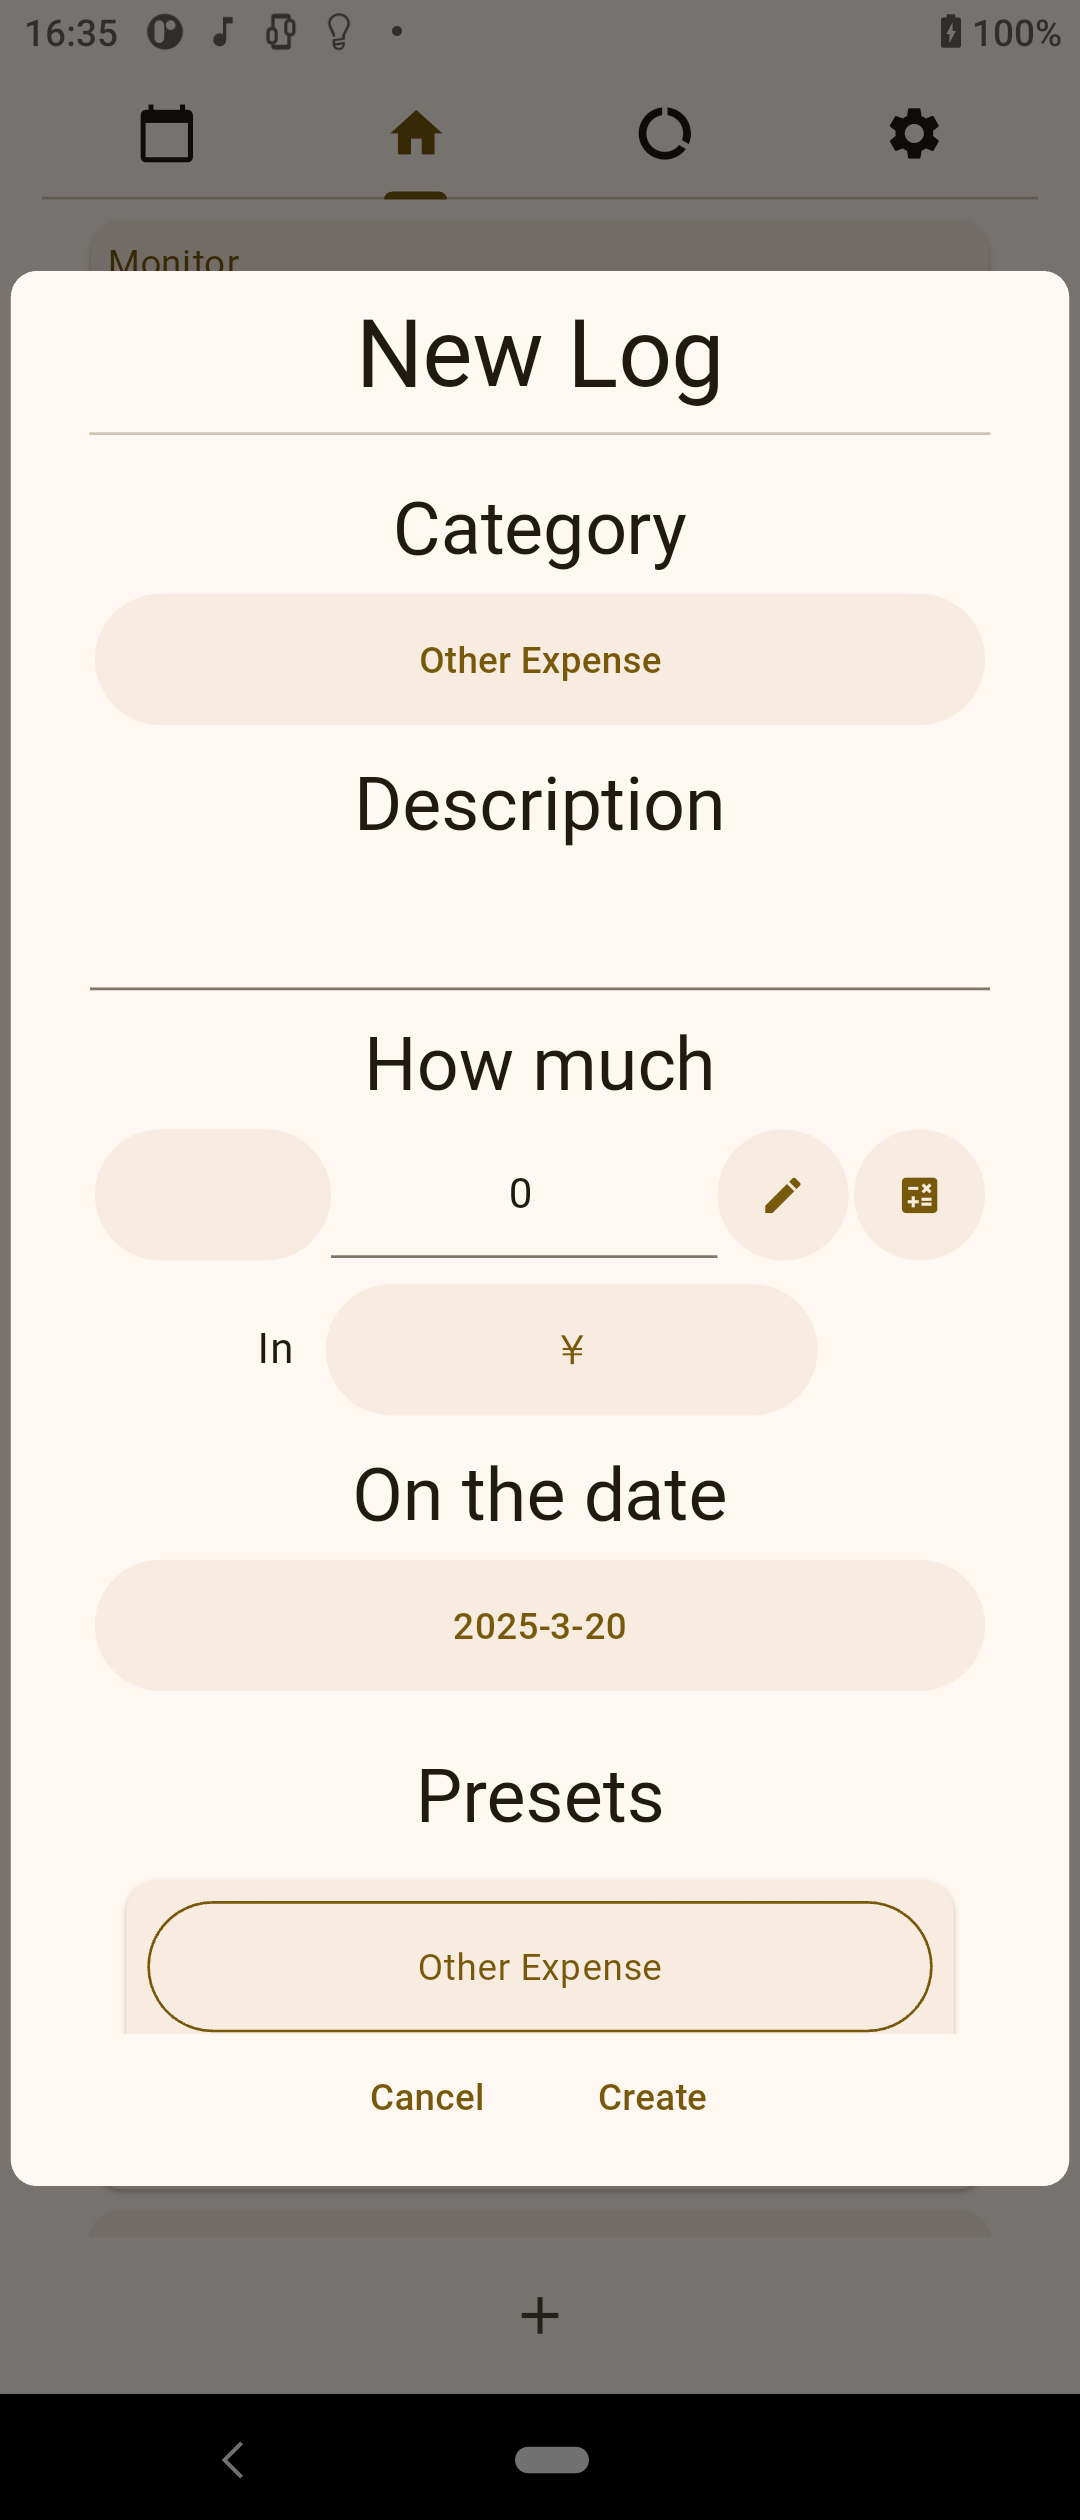 16:35
100%
Monitor
New Log
Category
Other Expense
Description
How much
0
In
¥
On the date
2025-3-20
Presets
Other Expense
Cancel
Create